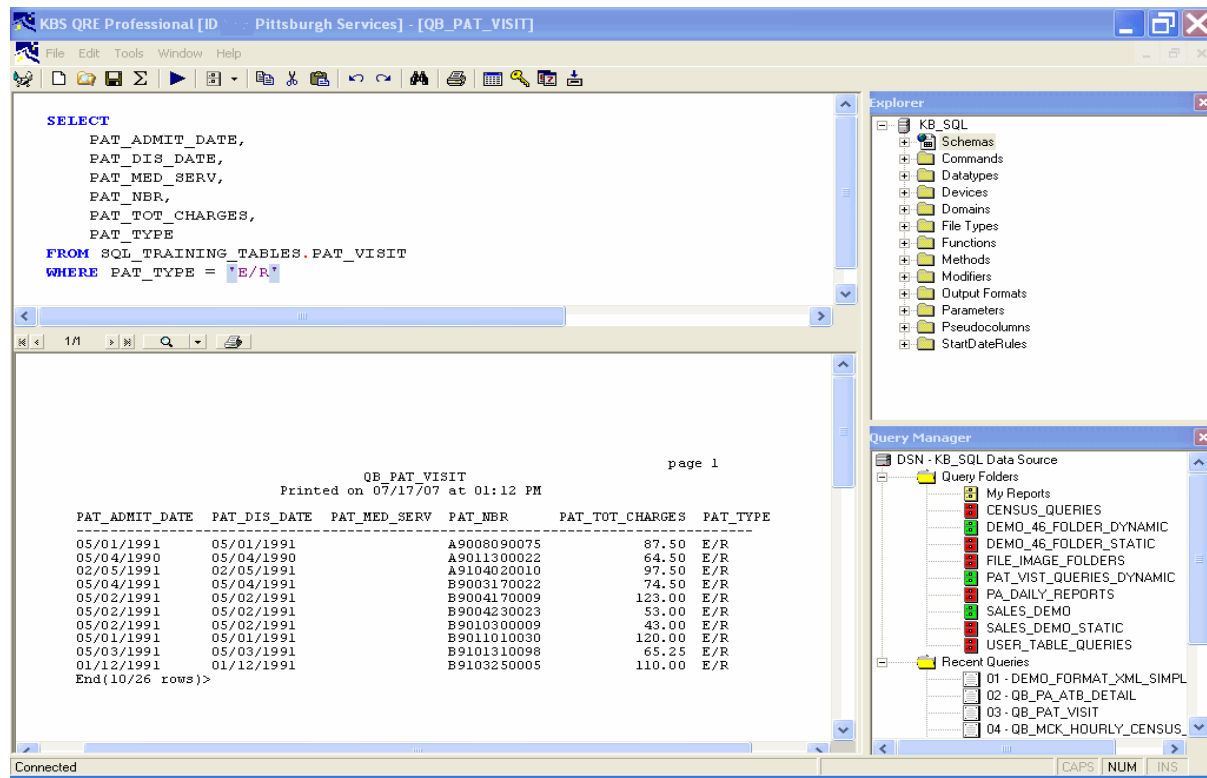 KBS QRE Professional [ID Pittsburgh Services] - [QB_PAT_VISIT]
File Edit Tools Window Help
SELECT
PAT_ADMIT_DATE,
PAT_DIS_DATE,
PAT_MED_SERV,
PAT_NBR,
PAT_TOT_CHARGES,
PAT_TYPE
FROM SQL_TRAINING_TABLES.PAT_VISIT
WHERE PAT_TYPE = 'E/R'
1/1
page 1
QB_PAT_VISIT
Printed on 07/17/07 at 01:12 PM
PAT_ADMIT_DATE PAT_DIS_DATE PAT_MED_SERV PAT_NBR PAT_TOT_CHARGES PAT_TYPE
05/01/1991 05/01/1991 A9008090075 87.50 E/R
05/04/1990 05/04/1990 A9011300022 64.50 E/R
02/05/1991 02/05/1991 A9104020010 97.50 E/R
05/04/1991 05/04/1991 B9003170022 74.50 E/R
05/02/1991 05/02/1991 B9004170009 123.00 E/R
05/02/1991 05/02/1991 B9004230023 53.00 E/R
05/02/1991 05/02/1991 B9010300009 43.00 E/R
05/01/1991 05/01/1991 B9011010030 120.00 E/R
05/03/1991 05/03/1991 B9101310098 65.25 E/R
01/12/1991 01/12/1991 B9103250005 110.00 E/R
End(10/26 rows)>
Explorer
KB_SQL
Schemas
Commands
Datatypes
Devices
Domains
File Types
Functions
Methods
Modifiers
Output Formats
Parameters
Pseudocolumns
StartDateRules
Query Manager
DSN - KB_SQL Data Source
Query Folders
My Reports
CENSUS_QUERIES
DEMO_46_FOLDER_DYNAMIC
DEMO_46_FOLDER_STATIC
FILE_IMAGE_FOLDERS
PAT_VIST_QUERIES_DYNAMIC
PA_DAILY_REPORTS
SALES_DEMO
SALES_DEMO_STATIC
USER_TABLE_QUERIES
Recent Queries
01 - DEMO_FORMAT_XML_SIMPL
02 - QB_PA_ATB_DETAIL
03 - QB_PAT_VISIT
04 - QB_MCK_HOURLY_CENSUS_
Connected
CAPS NUM INS